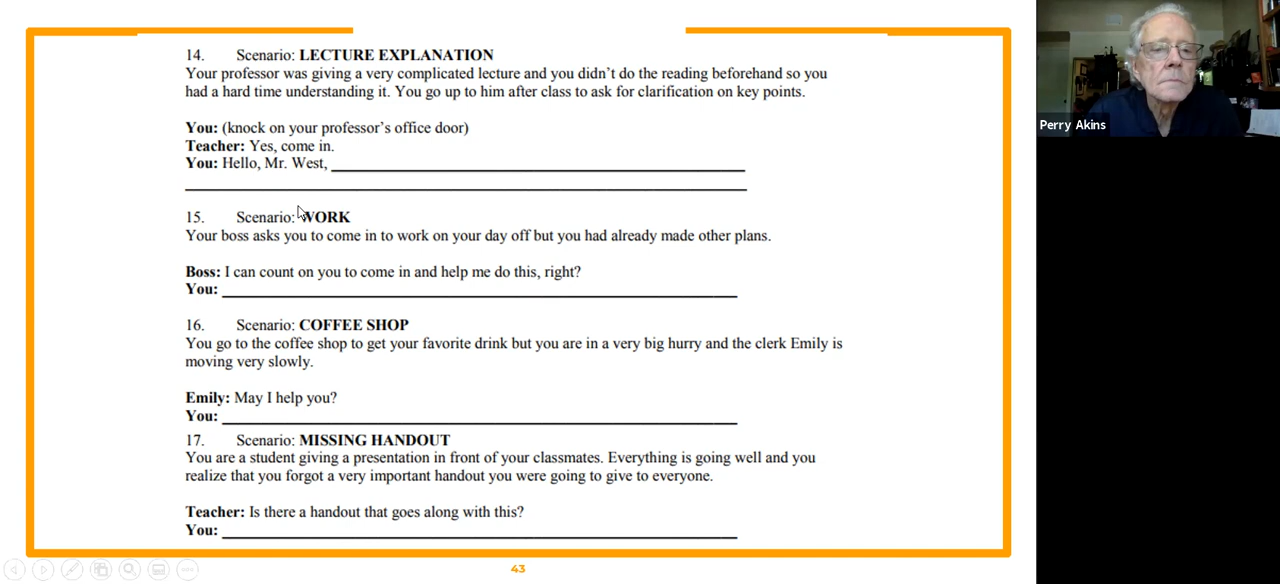 14. Scenario: LECTURE EXPLANATION
Your professor was giving a very complicated lecture and you didn't do the reading beforehand so you
had a hard time understanding it. You go up to him after class to ask for clarification on key points.
You: (knock on your professor's office door)
Teacher: Yes, come in.
You: Hello, Mr. West,
15. Scenario: WORK
Your boss asks you to come in to work on your day off but you had already made other plans.
Boss: I can count on you to come in and help me do this, right?
You:
16. Scenario: COFFEE SHOP
You go to the coffee shop to get your favorite drink but you are in a very big hurry and the clerk Emily is
moving very slowly.
Emily: May I help you?
You:
17. Scenario: MISSING HANDOUT
You are a student giving a presentation in front of your classmates. Everything is going well and you
realize that you forgot a very important handout you were going to give to everyone.
Teacher: Is there a handout that goes along with this?
You:
43
Perry Akins